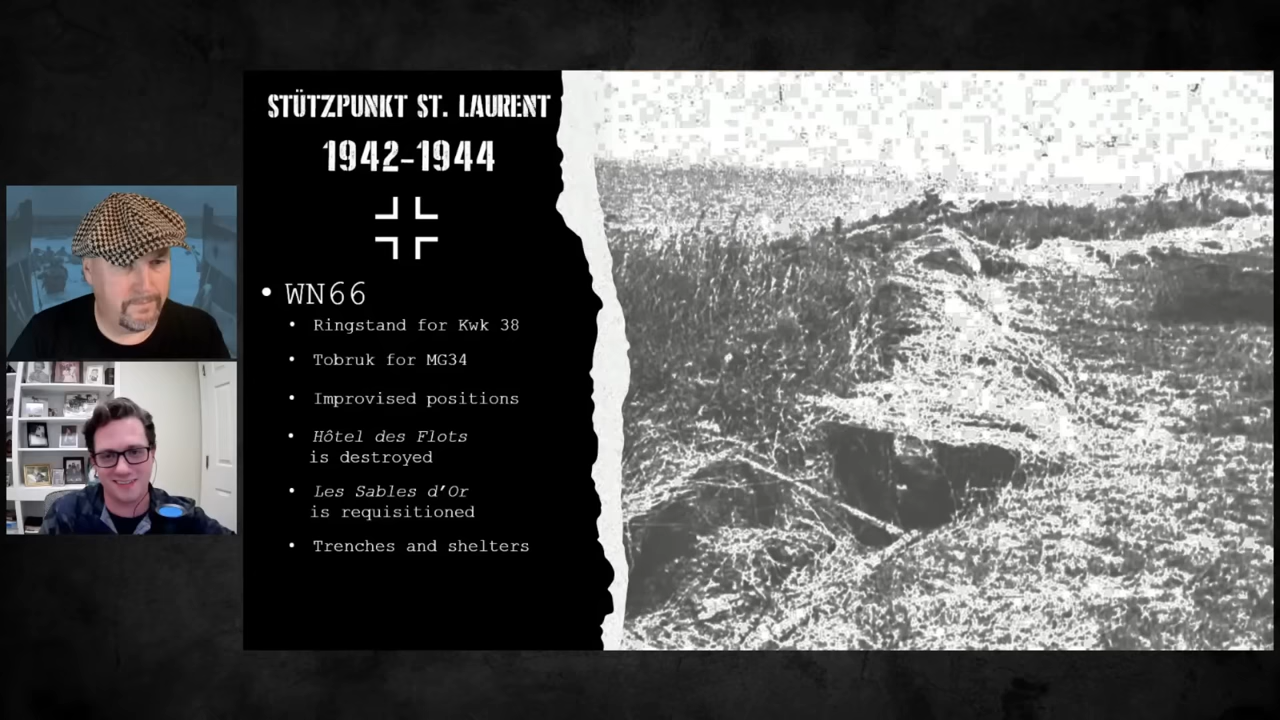 STÜTZPUNKT ST. LAURENT
1942-1944
• WN66
• Ringstand for Kwk 38
• Tobruk for MG34
• Improvised positions
• Hôtel des Flots
is destroyed
• Les Sables d’Or
is requisitioned
• Trenches and shelters